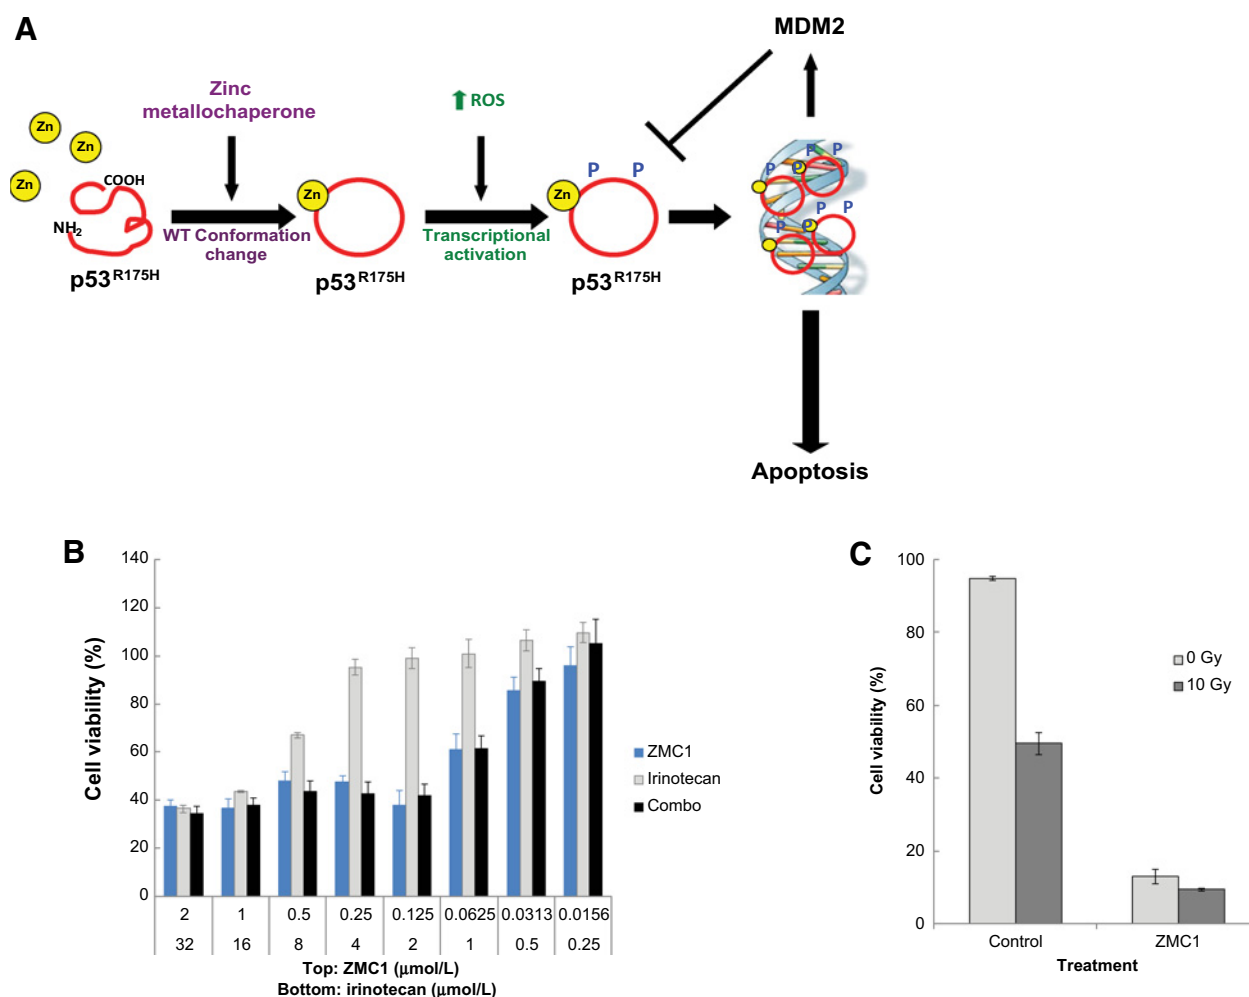 A
MDM2
Zinc
metallochaperone
ROS
Zn
Zn
Zn
COOH
NH2
Zn
Zn
P P
P P
P P
P P
P P
WT Conformation
change
Transcriptional
activation
p53R175H
p53R175H
p53R175H
Apoptosis
B
Cell viability (%)
140
120
100
80
60
40
20
0
ZMC1
Irinotecan
Combo
2 1 0.5 0.25 0.125 0.0625 0.0313 0.0156
32 16 8 4 2 1 0.5 0.25
Top: ZMC1 (μmol/L)
Bottom: irinotecan (μmol/L)
C
Cell viability (%)
100
80
60
40
20
0
0 Gy
10 Gy
Control ZMC1
Treatment